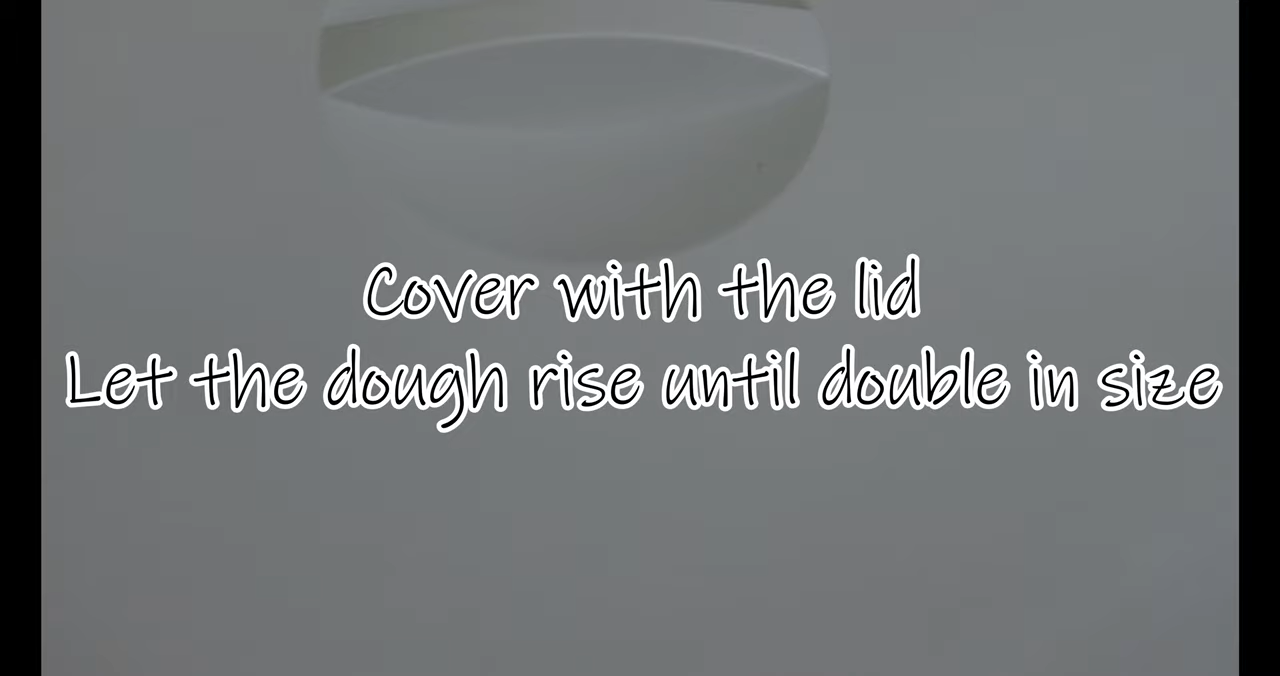 Cover with the lid
Let the dough rise until double in size